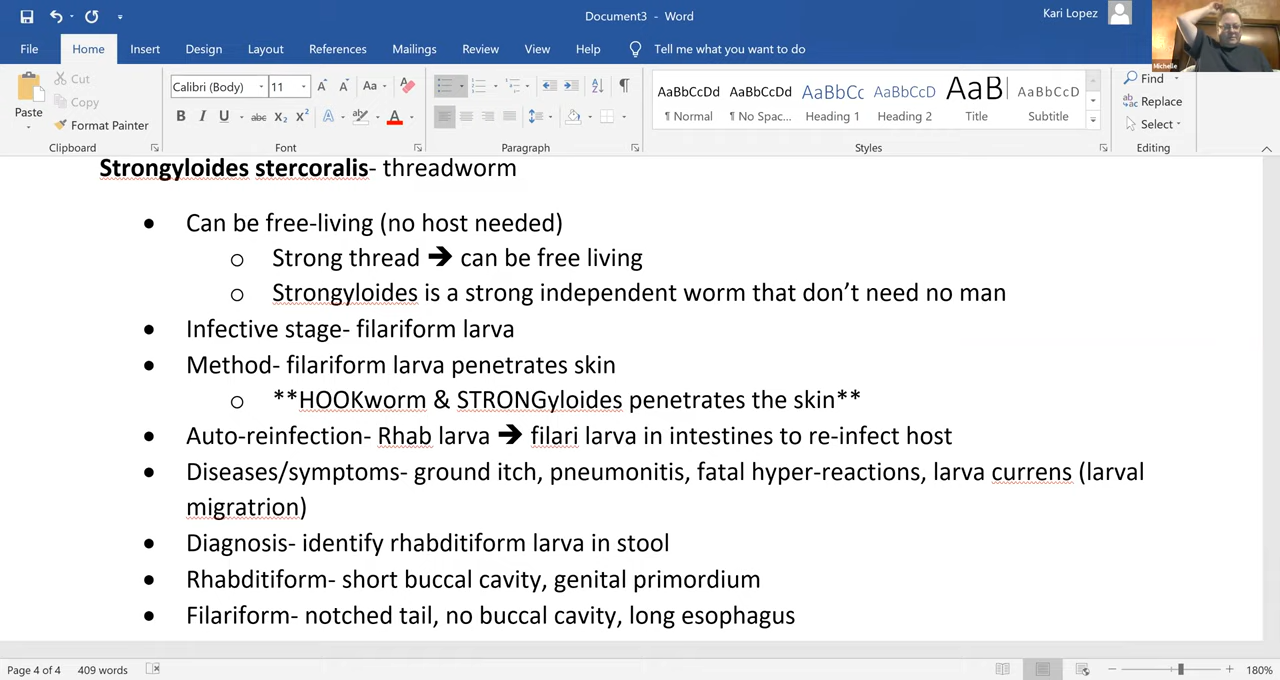 Document3 - Word
Kari Lopez
File Home Insert Design Layout References Mailings Review View Help Tell me what you want to do
Michelle
Paste
Cut
Copy
Format Painter
Clipboard
Calibri (Body) 11
Aa
B I U abc X₂ X² A A
Font
Paragraph
AaBbCcDd AaBbCcDd AaBbCc AaBbCcD AaB AaBbCcD
¶ Normal ¶ No Spac... Heading 1 Heading 2 Title Subtitle
Styles
Find
Replace
Select
Editing
Strongyloides stercoralis- threadworm
• Can be free-living (no host needed)
o Strong thread ➔ can be free living
o Strongyloides is a strong independent worm that don’t need no man
• Infective stage- filariform larva
• Method- filariform larva penetrates skin
o **HOOKworm & STRONGyloides penetrates the skin**
• Auto-reinfection- Rhab larva ➔ filari larva in intestines to re-infect host
• Diseases/symptoms- ground itch, pneumonitis, fatal hyper-reactions, larva currens (larval
migratrion)
• Diagnosis- identify rhabditiform larva in stool
• Rhabditiform- short buccal cavity, genital primordium
• Filariform- notched tail, no buccal cavity, long esophagus
Page 4 of 4 409 words
180%